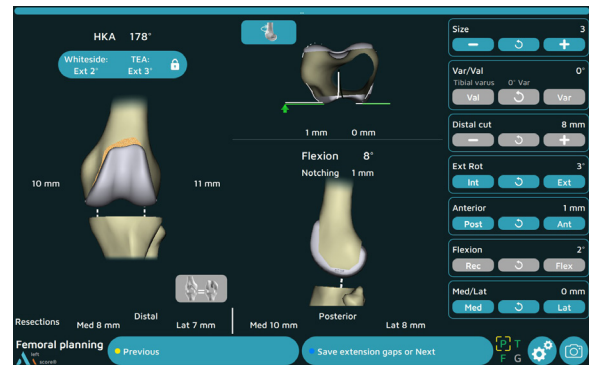 HKA 178°
Whiteside: TEA:
Ext 2° Ext 3°
10 mm 11 mm
1 mm 0 mm
Flexion 8°
Notching 1 mm
Resections Distal Posterior
Med 8 mm Lat 7 mm Med 10 mm Lat 8 mm
Size 3
Var/Val 0°
Tibial varus 0° Var
Val Var
Distal cut 8 mm
Ext Rot 3°
Int Ext
Anterior 1 mm
Post Ant
Flexion 2°
Rec Flex
Med/Lat 0 mm
Med Lat
Femoral planning
left
score®
Previous
Save extension gaps or Next
P T
F G